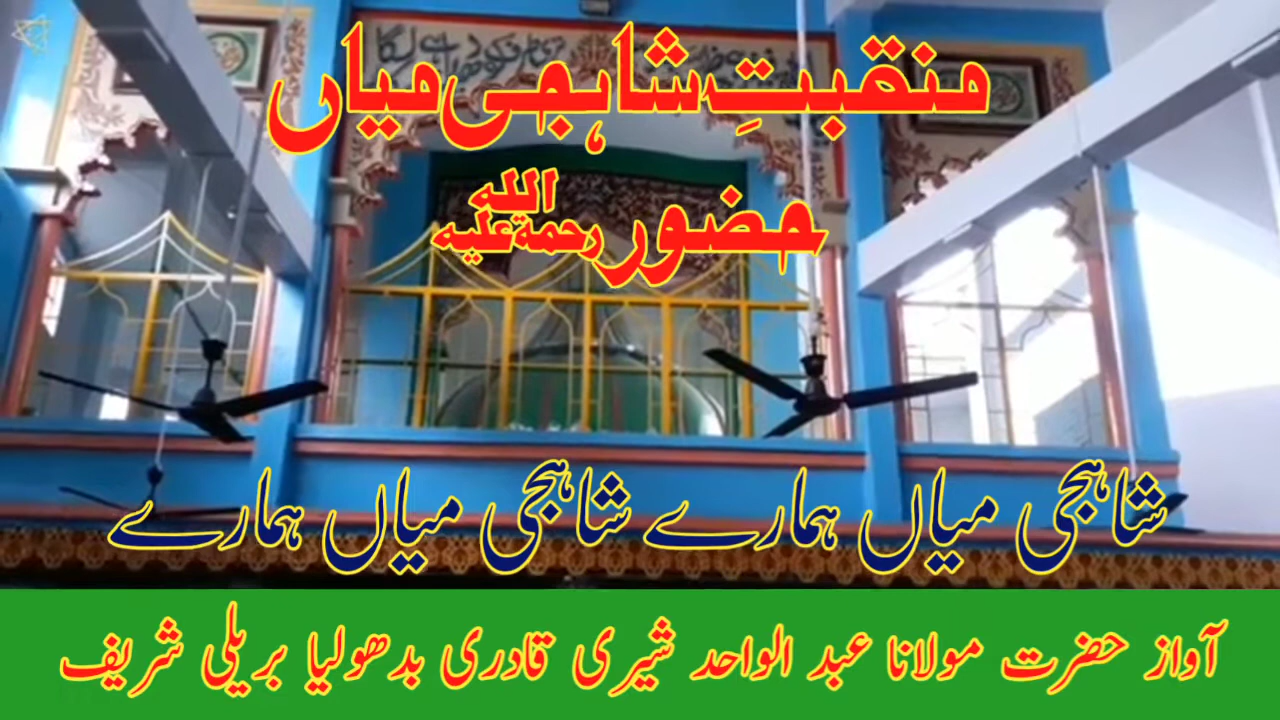 منقبتِ شاہجی میاں
حضور رحمة اللہ علیہ
شاہجی میاں ہمارے شاہجی میاں ہمارے
آواز حضرت مولانا عبد الواحد شیری قادری بدھولیا بریلی شریف